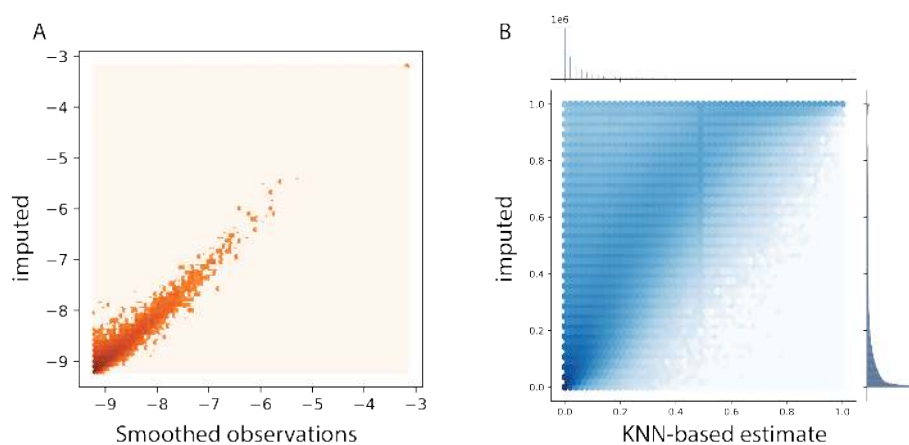 A
−3
−4
−5
−6
−7
−8
−9
imputed
−9 −8 −7 −6 −5 −4 −3
Smoothed observations
B
1e6
1.0
0.8
0.6
0.4
0.2
0.0
imputed
0.0 0.2 0.4 0.6 0.8 1.0
KNN-based estimate